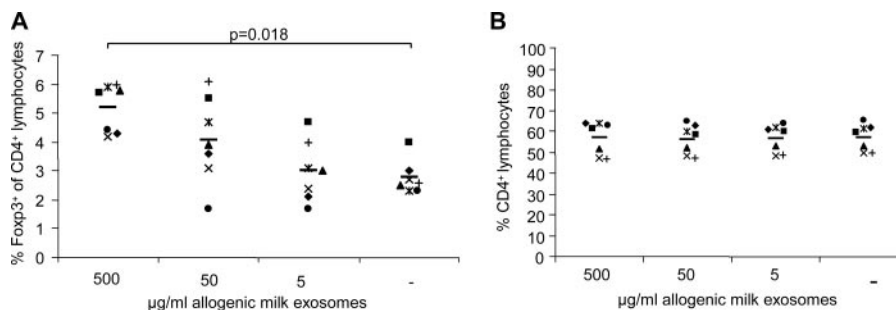 A
p=0.018
% Foxp3⁺ of CD4⁺ lymphocytes
7
6
5
4
3
2
1
0
500 50 5 -
µg/ml allogenic milk exosomes
B
% CD4⁺ lymphocytes
100
90
80
70
60
50
40
30
20
10
0
500 50 5 -
µg/ml allogenic milk exosomes